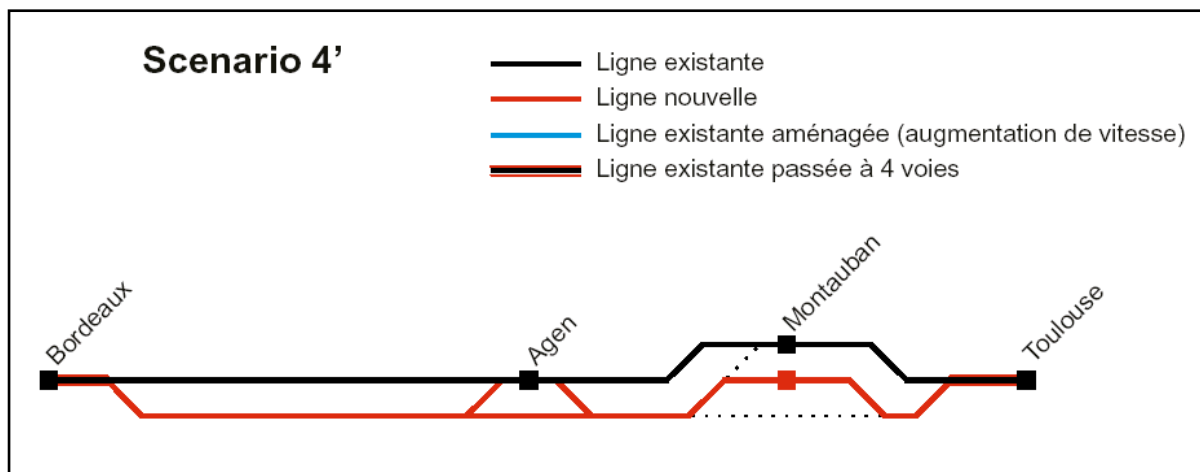 Scenario 4’
Ligne existante
Ligne nouvelle
Ligne existante aménagée (augmentation de vitesse)
Ligne existante passée à 4 voies
Bordeaux
Agen
Montauban
Toulouse